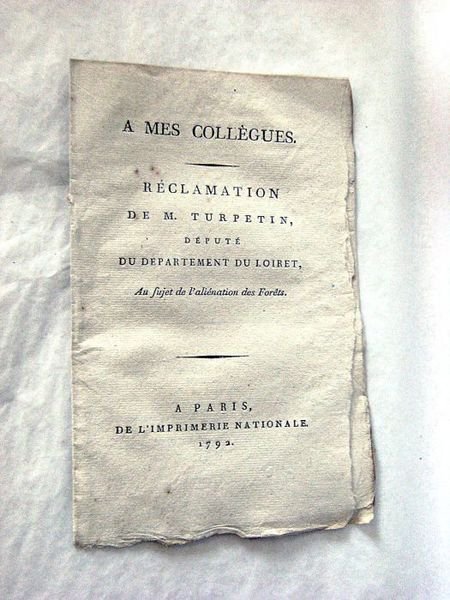 A MES COLLÈGUES.
RÉCLAMATION
DE M. TURPETIN,
DÉPUTÉ
DU DEPARTEMENT DU LOIRET,
Au ſujet de l'aliénation des Forêts.
A PARIS,
DE L'IMPRIMERIE NATIONALE.
1792.